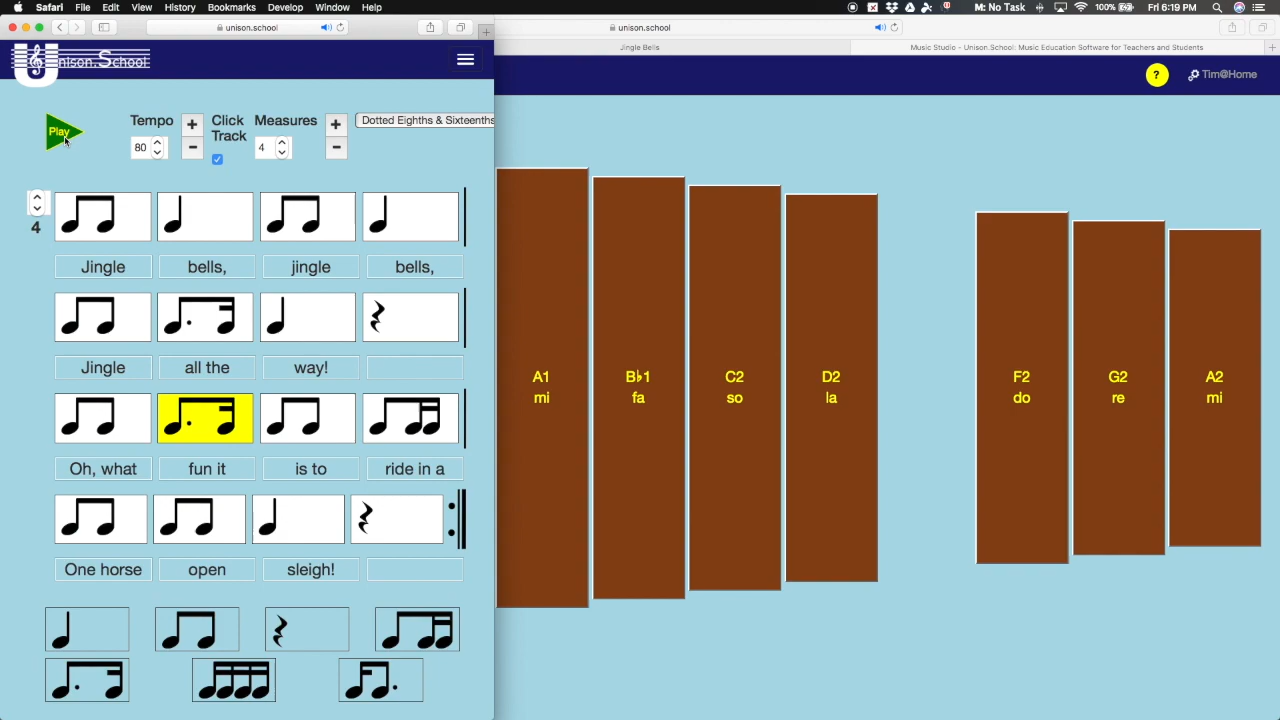 Safari File Edit View History Bookmarks Develop Window Help
M: No Task 100% Fri 6:19 PM
unison.school
unison.school
Jingle Bells
Music Studio - Unison.School: Music Education Software for Teachers and Students
Unison.School
? Tim@Home
Play
Tempo
80
+
-
Click Track
Measures
4
+
-
Dotted Eighths & Sixteenths
4
Jingle bells, jingle bells,
Jingle all the way!
Oh, what fun it is to ride in a
One horse open sleigh!
A1
mi
B♭1
fa
C2
so
D2
la
F2
do
G2
re
A2
mi